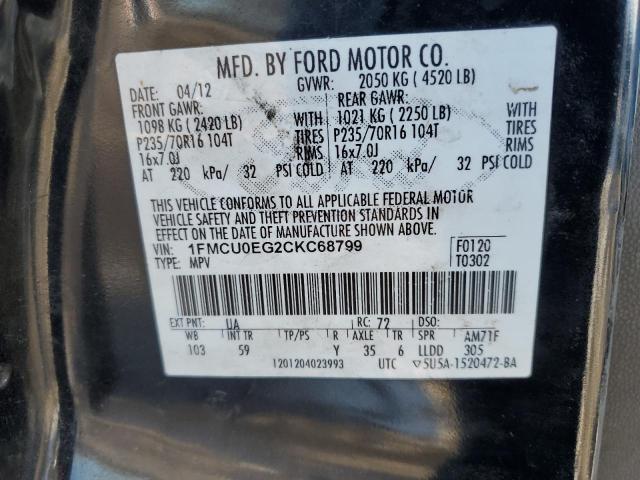 MFD. BY FORD MOTOR CO.
DATE: 04/12 GVWR: 2050 KG ( 4520 LB)
FRONT GAWR: REAR GAWR:
1098 KG ( 2420 LB) WITH 1021 KG ( 2250 LB) WITH
P235/70R16 104T TIRES P235/70R16 104T TIRES
16x7.0J RIMS 16x7.0J RIMS
AT 220 kPa/ 32 PSI COLD AT 220 kPa/ 32 PSI COLD
THIS VEHICLE CONFORMS TO ALL APPLICABLE FEDERAL MOTOR
VEHICLE SAFETY AND THEFT PREVENTION STANDARDS IN
EFFECT ON THE DATE OF MANUFACTURE SHOWN ABOVE.
VIN: 1FMCU0EG2CKC68799 F0120
TYPE: MPV T0302
EXT PNT: UA RC: 72 DSO:
WB INT TR TP/PS R AXLE TR SPR AM71F
103 59 Y 35 6 LLDD 305
1201204023993 UTC ▽5U5A-1520472-BA